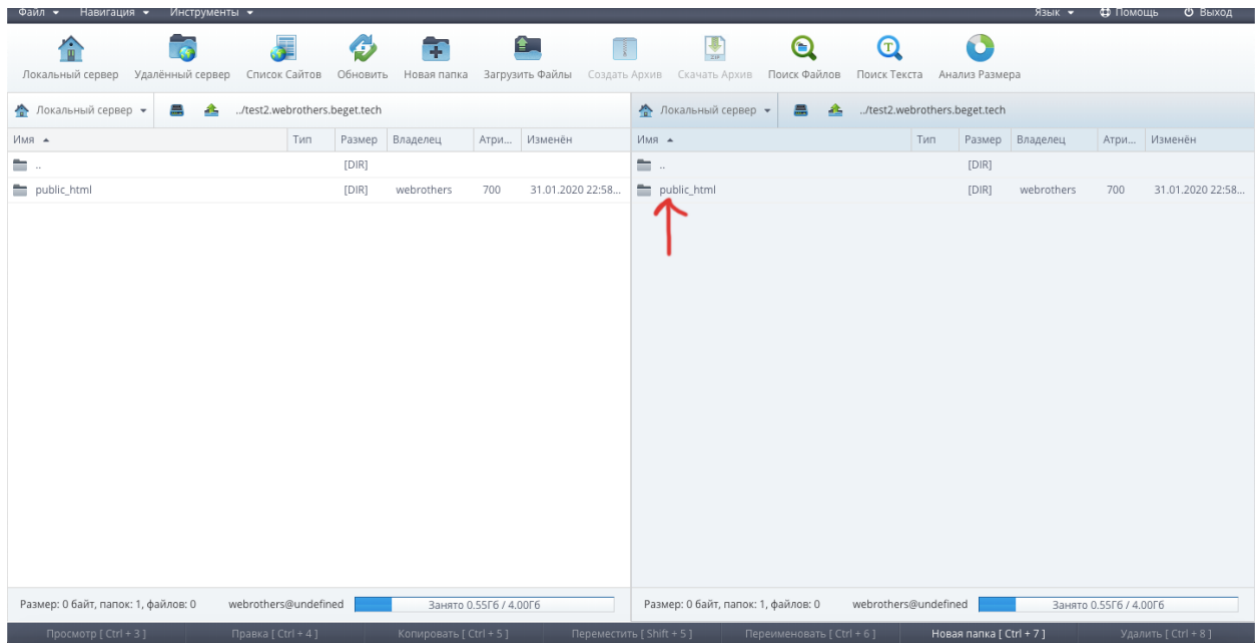 Файл Навигация Инструменты Язык Помощь Выход
Локальный сервер Удалённый сервер Список Сайтов Обновить Новая папка Загрузить Файлы Создать Архив Скачать Архив Поиск Файлов Поиск Текста Анализ Размера
ZIP
Локальный сервер ../test2.webrothers.beget.tech Локальный сервер ../test2.webrothers.beget.tech
Имя Тип Размер Владелец Атри... Изменён Имя Тип Размер Владелец Атри... Изменён
.. [DIR] .. [DIR]
public_html [DIR] webrothers 700 31.01.2020 22:58... public_html [DIR] webrothers 700 31.01.2020 22:58...
Размер: 0 байт, папок: 1, файлов: 0 webrothers@undefined Занято 0.55Гб / 4.00Гб Размер: 0 байт, папок: 1, файлов: 0 webrothers@undefined Занято 0.55Гб / 4.00Гб
Просмотр [ Ctrl + 3 ] Правка [ Ctrl + 4 ] Копировать [ Ctrl + 5 ] Переместить [ Shift + 5 ] Переименовать [ Ctrl + 6 ] Новая папка [ Ctrl + 7 ] Удалить [ Ctrl + 8 ]